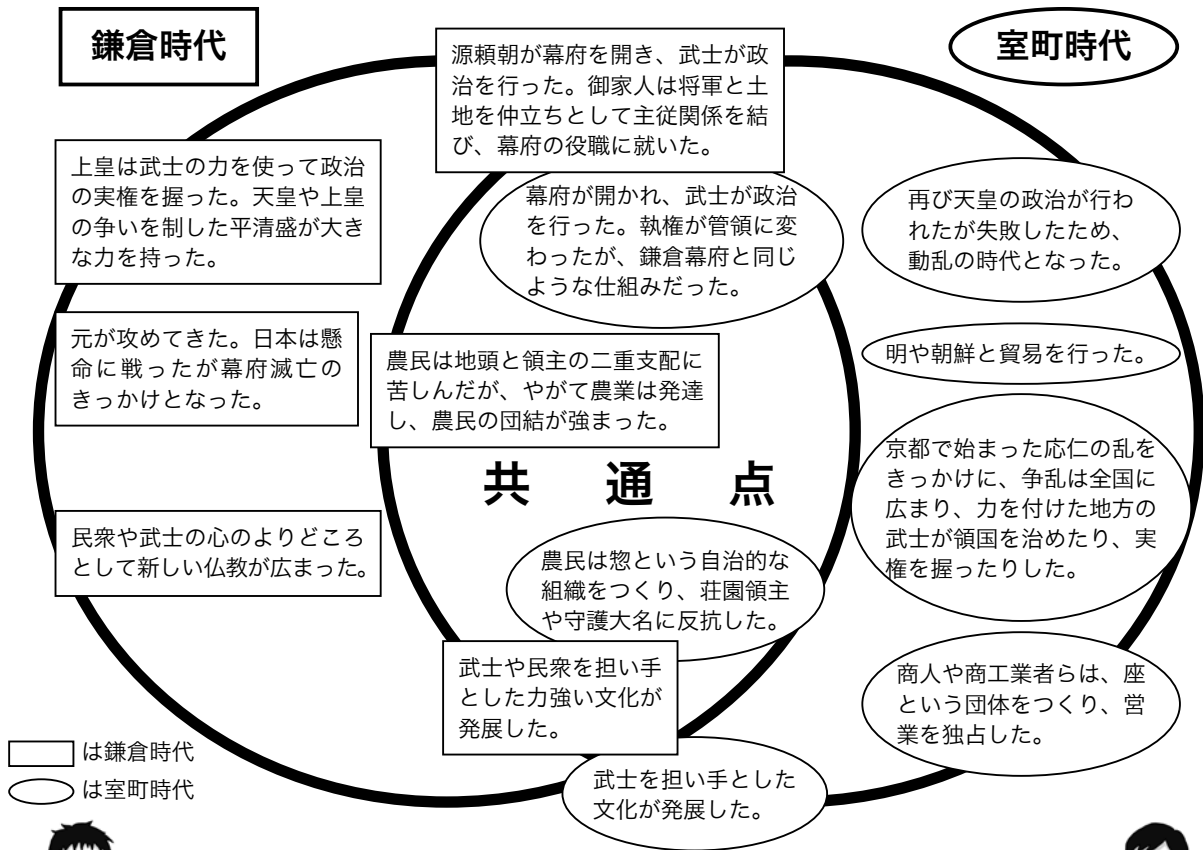 鎌倉時代
室町時代
源頼朝が幕府を開き、武士が政
治を行った。御家人は将軍と土
地を仲立ちとして主従関係を結
び、幕府の役職に就いた。
上皇は武士の力を使って政治
の実権を握った。天皇や上皇
の争いを制した平清盛が大き
な力を持った。
幕府が開かれ、武士が政治
を行った。執権が管領に変
わったが、鎌倉幕府と同じ
ような仕組みだった。
再び天皇の政治が行わ
れたが失敗したため、
動乱の時代となった。
元が攻めてきた。日本は懸
命に戦ったが幕府滅亡の
きっかけとなった。
農民は地頭と領主の二重支配に
苦しんだが、やがて農業は発達
し、農民の団結が強まった。
明や朝鮮と貿易を行った。
共通点
京都で始まった応仁の乱を
きっかけに、争乱は全国に
広まり、力を付けた地方の
武士が領国を治めたり、実
権を握ったりした。
民衆や武士の心のよりどころ
として新しい仏教が広まった。
農民は惣という自治的な
組織をつくり、荘園領主
や守護大名に反抗した。
武士や民衆を担い手
とした力強い文化が
発展した。
商人や商工業者らは、座
という団体をつくり、営
業を独占した。
は鎌倉時代
は室町時代
武士を担い手とした
文化が発展した。